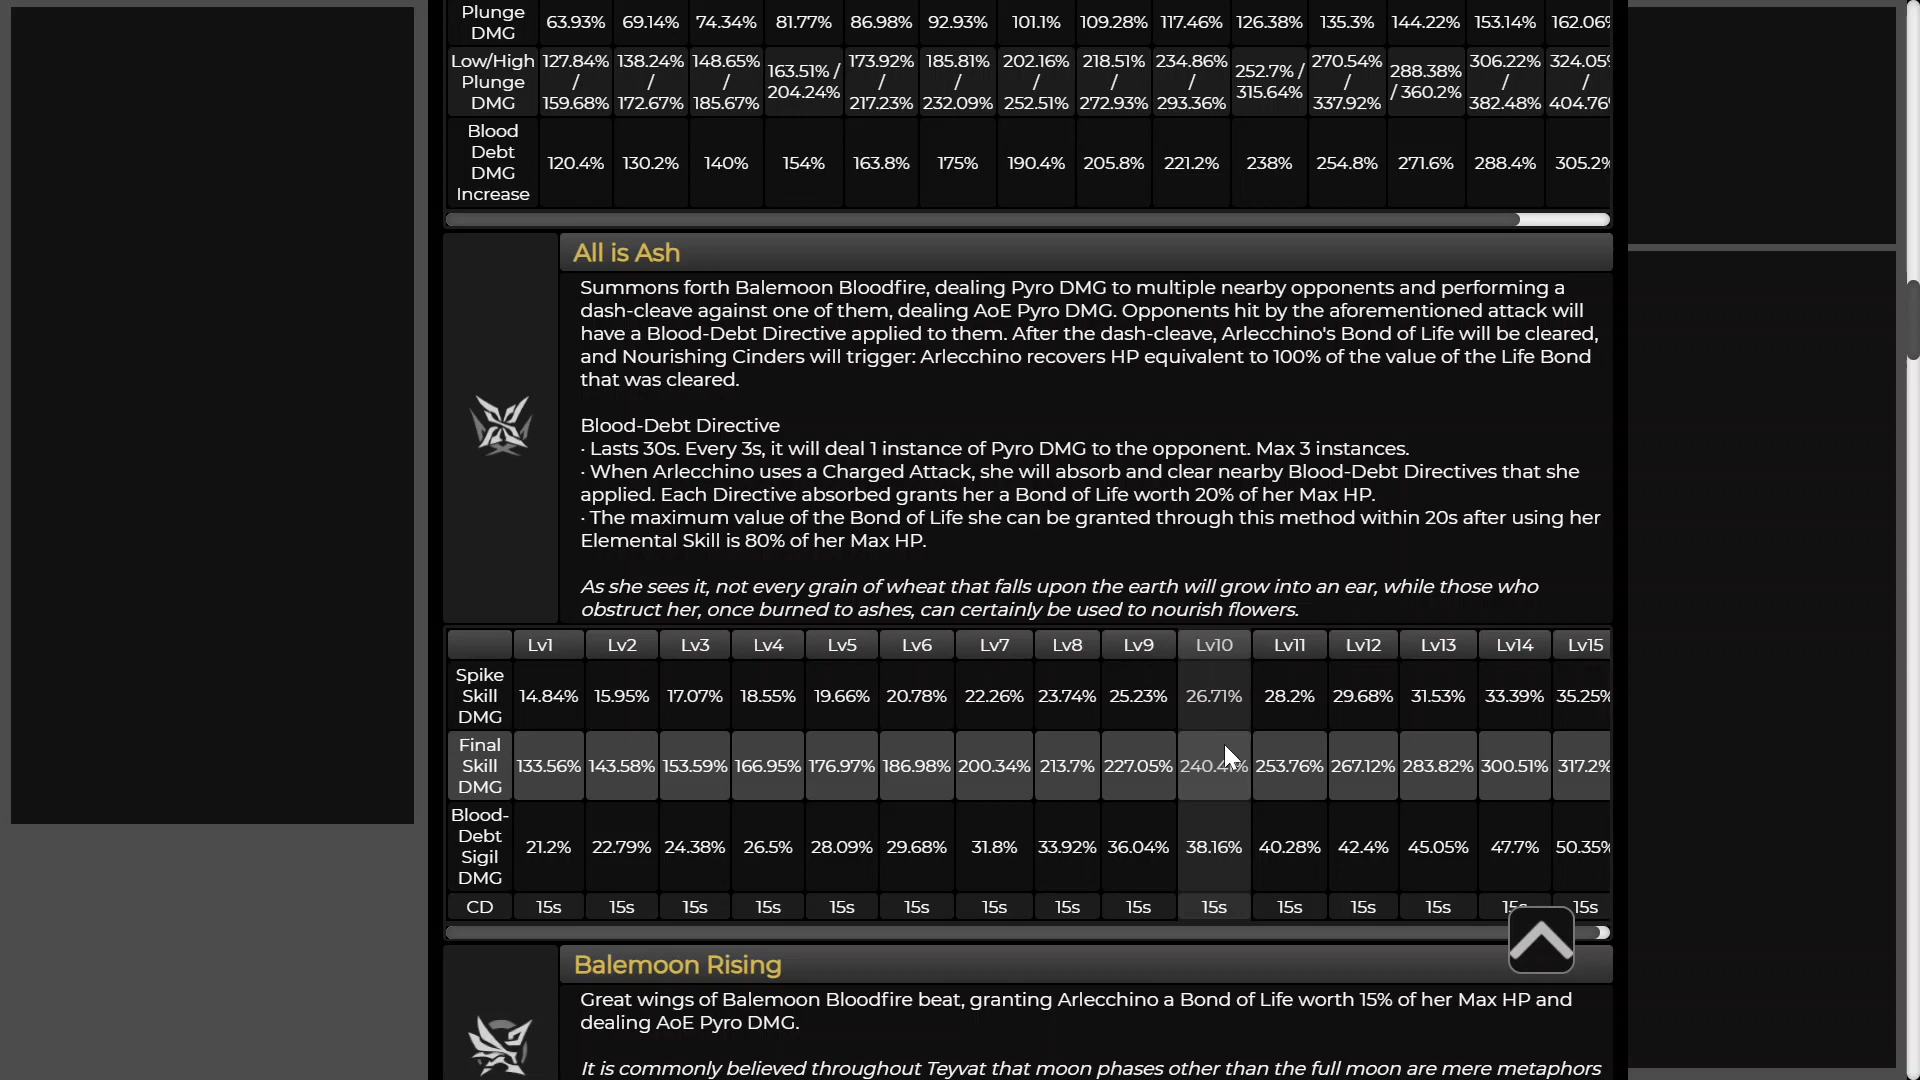 Plunge DMG 63.93% 69.14% 74.34% 81.77% 86.98% 92.93% 101.1% 109.28% 117.46% 126.38% 135.3% 144.22% 153.14% 162.06%
Low/High Plunge DMG 127.84% / 159.68% 138.24% / 172.67% 148.65% / 185.67% 163.51% / 204.24% 173.92% / 217.23% 185.81% / 232.09% 202.16% / 252.51% 218.51% / 272.93% 234.86% / 293.36% 252.7% / 315.64% 270.54% / 337.92% 288.38% / 360.2% 306.22% / 382.48% 324.05% / 404.76%
Blood Debt DMG Increase 120.4% 130.2% 140% 154% 163.8% 175% 190.4% 205.8% 221.2% 238% 254.8% 271.6% 288.4% 305.2%
All is Ash
Summons forth Balemoon Bloodfire, dealing Pyro DMG to multiple nearby opponents and performing a
dash-cleave against one of them, dealing AoE Pyro DMG. Opponents hit by the aforementioned attack will
have a Blood-Debt Directive applied to them. After the dash-cleave, Arlecchino's Bond of Life will be cleared,
and Nourishing Cinders will trigger: Arlecchino recovers HP equivalent to 100% of the value of the Life Bond
that was cleared.
Blood-Debt Directive
· Lasts 30s. Every 3s, it will deal 1 instance of Pyro DMG to the opponent. Max 3 instances.
· When Arlecchino uses a Charged Attack, she will absorb and clear nearby Blood-Debt Directives that she
applied. Each Directive absorbed grants her a Bond of Life worth 20% of her Max HP.
· The maximum value of the Bond of Life she can be granted through this method within 20s after using her
Elemental Skill is 80% of her Max HP.
As she sees it, not every grain of wheat that falls upon the earth will grow into an ear, while those who
obstruct her, once burned to ashes, can certainly be used to nourish flowers.
Lv1 Lv2 Lv3 Lv4 Lv5 Lv6 Lv7 Lv8 Lv9 Lv10 Lv11 Lv12 Lv13 Lv14 Lv15
Spike Skill DMG 14.84% 15.95% 17.07% 18.55% 19.66% 20.78% 22.26% 23.74% 25.23% 26.71% 28.2% 29.68% 31.53% 33.39% 35.25%
Final Skill DMG 133.56% 143.58% 153.59% 166.95% 176.97% 186.98% 200.34% 213.7% 227.05% 253.76% 267.12% 283.82% 300.51% 317.2%
Blood-Debt Sigil DMG 21.2% 22.79% 24.38% 26.5% 28.09% 29.68% 31.8% 33.92% 36.04% 38.16% 40.28% 42.4% 45.05% 47.7% 50.35%
CD 15s 15s 15s 15s 15s 15s 15s 15s 15s 15s 15s 15s 15s 15s 15s
Balemoon Rising
Great wings of Balemoon Bloodfire beat, granting Arlecchino a Bond of Life worth 15% of her Max HP and
dealing AoE Pyro DMG.
It is commonly believed throughout Teyvat that moon phases other than the full moon are mere metaphors